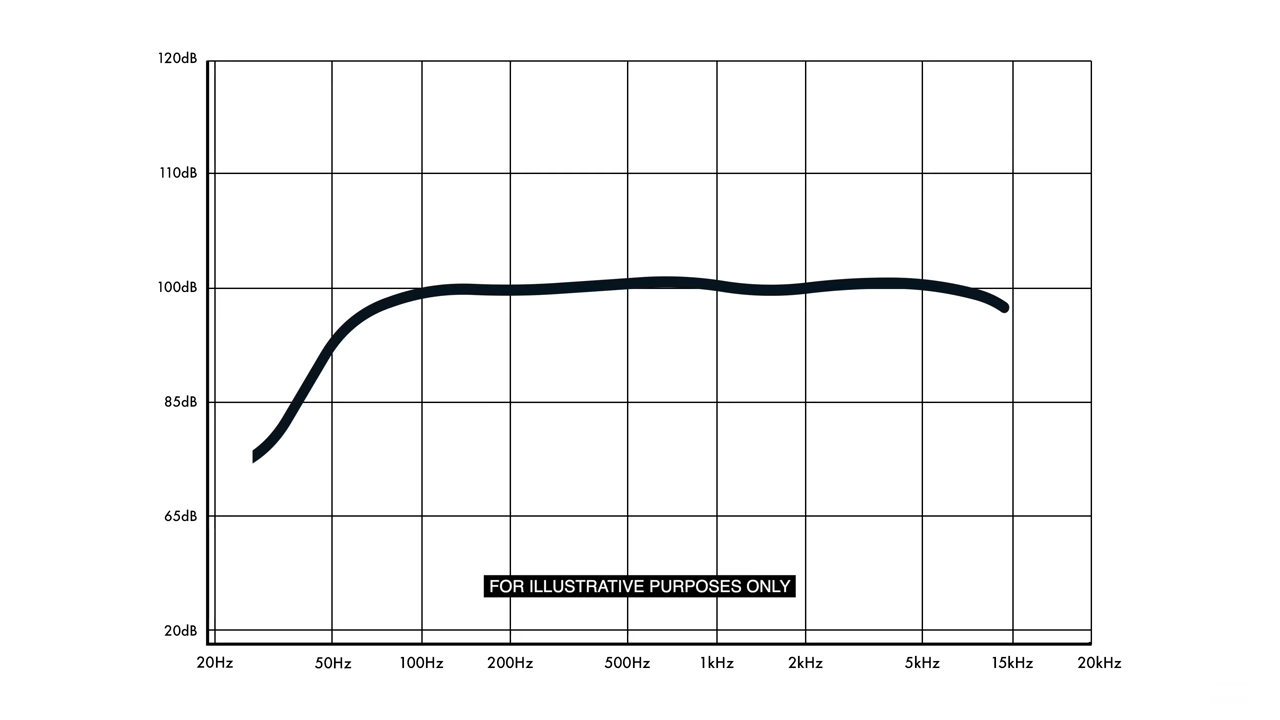 120dB
110dB
100dB
85dB
65dB
FOR ILLUSTRATIVE PURPOSES ONLY
20dB
20Hz 50Hz 100Hz 200Hz 500Hz 1kHz 2kHz 5kHz 15kHz 20kHz